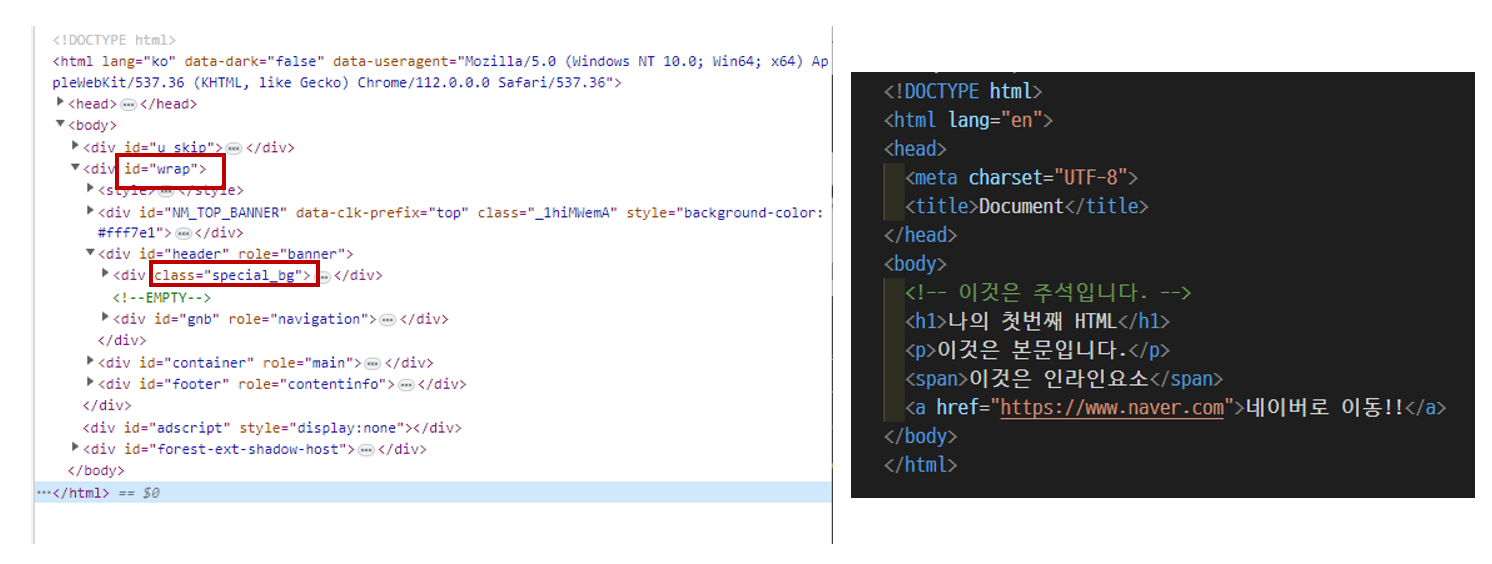 <!DOCTYPE html>
<html lang="ko" data-dark="false" data-useragent="Mozilla/5.0 (Windows NT 10.0; Win64; x64) Ap
pleWebKit/537.36 (KHTML, like Gecko) Chrome/112.0.0.0 Safari/537.36">
<head>…</head>
<body>
<div id="u_skip">…</div>
<div id="wrap">
<style>…</style>
<div id="NM_TOP_BANNER" data-clk-prefix="top" class="_1hiMWemA" style="background-color:
#fff7e1">…</div>
<div id="header" role="banner">
<div class="special_bg">…</div>
<!--EMPTY-->
<div id="gnb" role="navigation">…</div>
</div>
<div id="container" role="main">…</div>
<div id="footer" role="contentinfo">…</div>
</div>
<div id="adscript" style="display:none"></div>
<div id="forest-ext-shadow-host">…</div>
</body>
…</html> == $0
<!DOCTYPE html>
<html lang="en">
<head>
<meta charset="UTF-8">
<title>Document</title>
</head>
<body>
<!-- 이것은 주석입니다. -->
<h1>나의 첫번째 HTML</h1>
<p>이것은 본문입니다.</p>
<span>이것은 인라인요소</span>
<a href="https://www.naver.com">네이버로 이동!!</a>
</body>
</html>